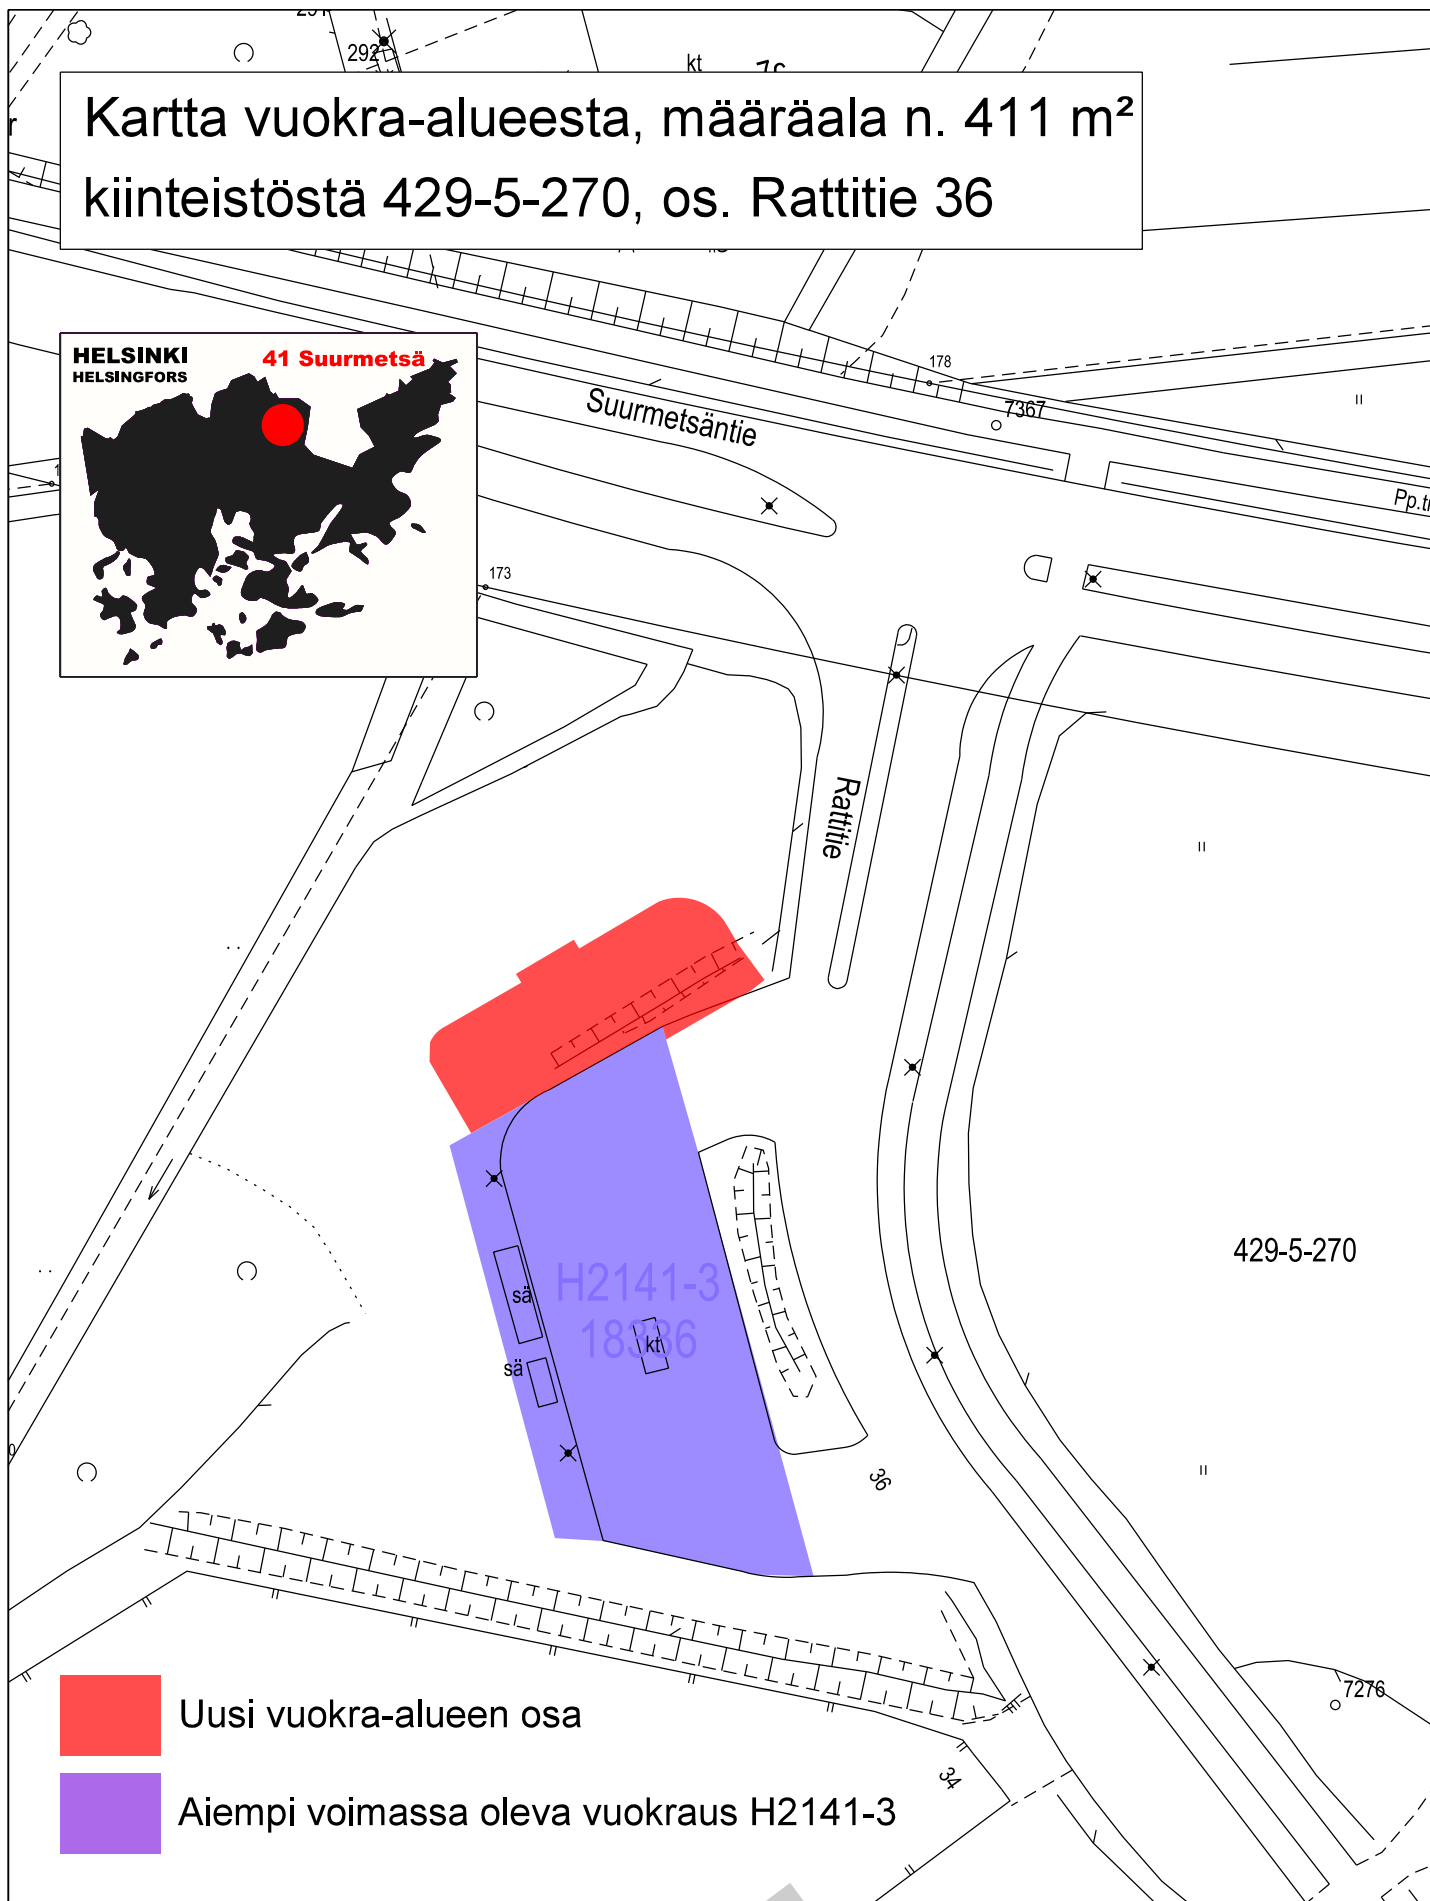 292
kt
Kartta vuokra-alueesta, määräala n. 411 m²
kiinteistöstä 429-5-270, os. Rattitie 36
HELSINKI
HELSINGFORS
41 Suurmetsä
178
7367
Suurmetsäntie
173
Rattitie
429-5-270
H2141-3
18336
sä
kt
sä
36
7276
34
Uusi vuokra-alueen osa
Aiempi voimassa oleva vuokraus H2141-3